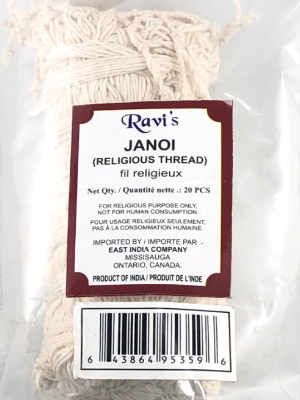 Ravi's
JANOI
(RELIGIOUS THREAD)
fil religieux
Net Qty. / Quantité nette .: 20 PCS
FOR RELIGIOUS PURPOSE ONLY,
NOT FOR HUMAN CONSUMPTION.
POUR USAGE RELIGIEUX SEULEMENT,
PAS À LA CONSOMMATION HUMAINE.
IMPORTED BY / IMPORTE PAR :-
EAST INDIA COMPANY
MISSISAUGA
ONTARIO, CANADA.
PRODUCT OF INDIA / PRODUIT DE L'INDE
6 43864 95359 6